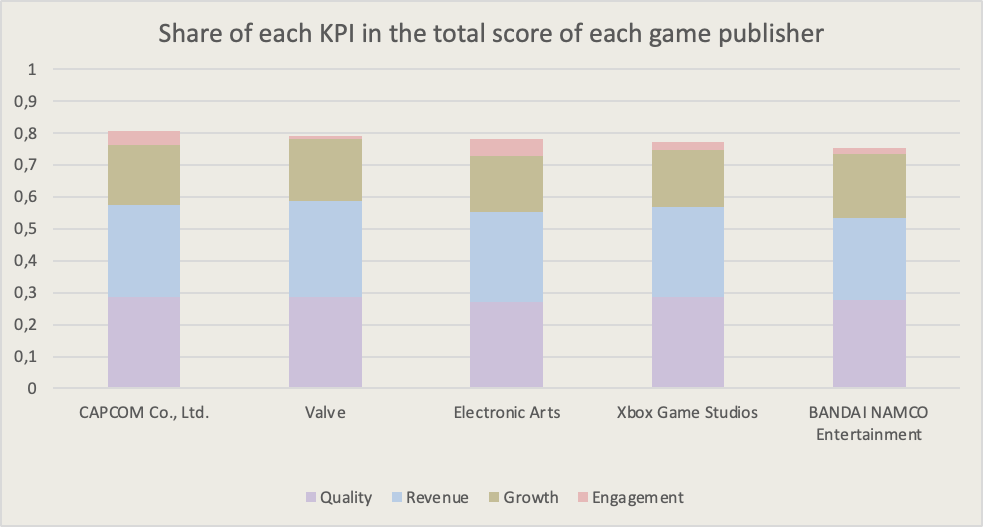 Share of each KPI in the total score of each game publisher
1
0,9
0,8
0,7
0,6
0,5
0,4
0,3
0,2
0,1
0
CAPCOM Co., Ltd.
Valve
Electronic Arts
Xbox Game Studios
BANDAI NAMCO
Entertainment
Quality
Revenue
Growth
Engagement